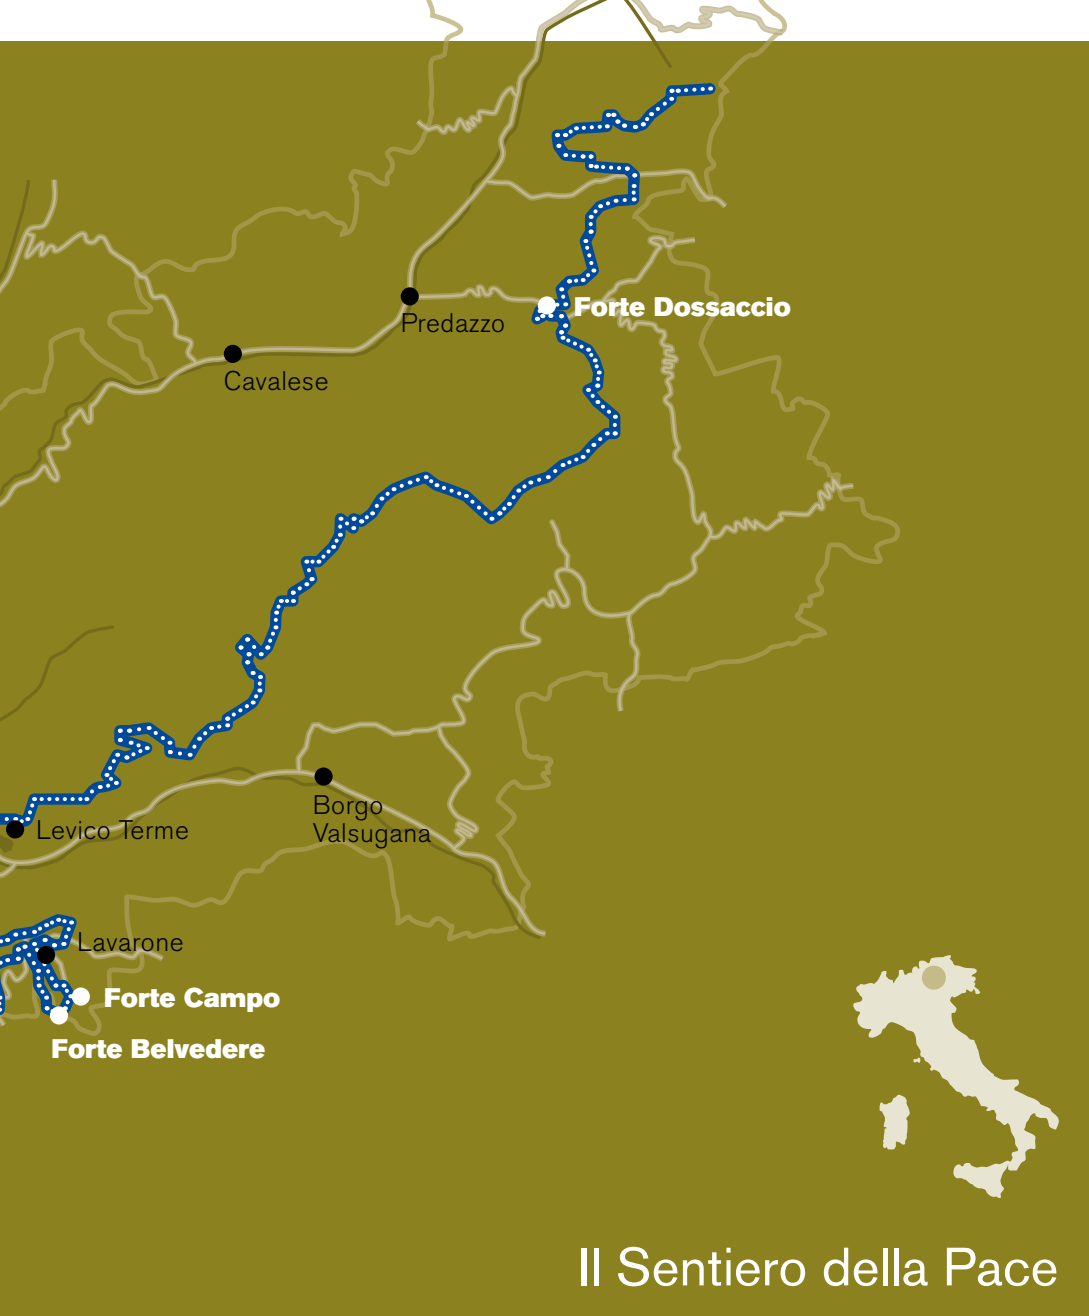 Forte Dossaccio
Predazzo
Cavalese
Borgo
Valsugana
Levico Terme
Lavarone
Forte Campo
Forte Belvedere
Il Sentiero della Pace